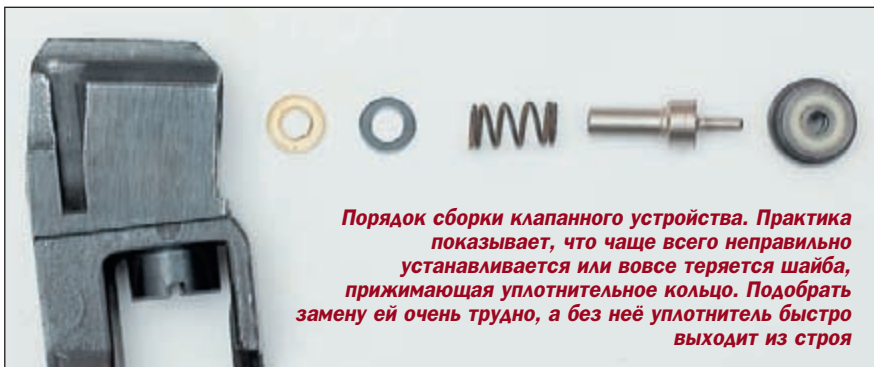 Порядок сборки клапанного устройства. Практика
показывает, что чаще всего неправильно
устанавливается или вовсе теряется шайба,
прижимающая уплотнительное кольцо. Подобрать
замену ей очень трудно, а без неё уплотнитель быстро
выходит из строя